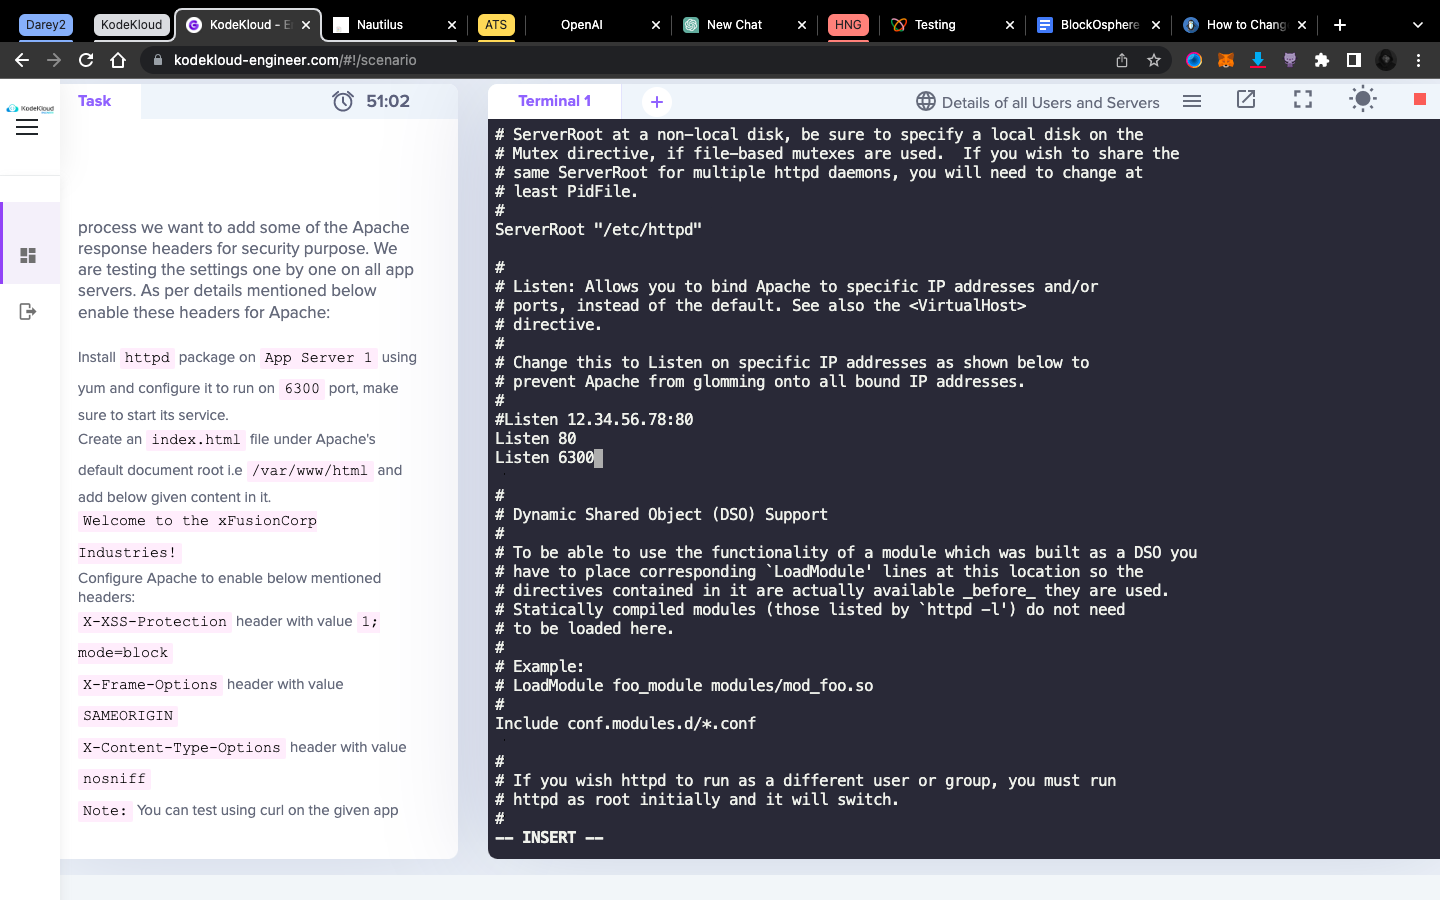 Darey2
KodeKloud
KodeKloud - E
Nautilus
ATS
OpenAI
New Chat
HNG
Testing
BlockOsphere
How to Chang
kodekloud-engineer.com/#!/scenario
KodeKloud
Task
51:02
process we want to add some of the Apache
response headers for security purpose. We
are testing the settings one by one on all app
servers. As per details mentioned below
enable these headers for Apache:
Install httpd package on App Server 1 using
yum and configure it to run on 6300 port, make
sure to start its service.
Create an index.html file under Apache's
default document root i.e /var/www/html and
add below given content in it.
Welcome to the xFusionCorp
Industries!
Configure Apache to enable below mentioned
headers:
X-XSS-Protection header with value 1;
mode=block
X-Frame-Options header with value
SAMEORIGIN
X-Content-Type-Options header with value
nosniff
Note: You can test using curl on the given app
Terminal 1
+
Details of all Users and Servers
# ServerRoot at a non-local disk, be sure to specify a local disk on the
# Mutex directive, if file-based mutexes are used.  If you wish to share the
# same ServerRoot for multiple httpd daemons, you will need to change at
# least PidFile.
#
ServerRoot "/etc/httpd"
#
# Listen: Allows you to bind Apache to specific IP addresses and/or
# ports, instead of the default. See also the <VirtualHost>
# directive.
#
# Change this to Listen on specific IP addresses as shown below to
# prevent Apache from glomming onto all bound IP addresses.
#
#Listen 12.34.56.78:80
Listen 80
Listen 6300
#
# Dynamic Shared Object (DSO) Support
#
# To be able to use the functionality of a module which was built as a DSO you
# have to place corresponding `LoadModule' lines at this location so the
# directives contained in it are actually available _before_ they are used.
# Statically compiled modules (those listed by `httpd -l') do not need
# to be loaded here.
#
# Example:
# LoadModule foo_module modules/mod_foo.so
#
Include conf.modules.d/*.conf
#
# If you wish httpd to run as a different user or group, you must run
# httpd as root initially and it will switch.
#
-- INSERT --